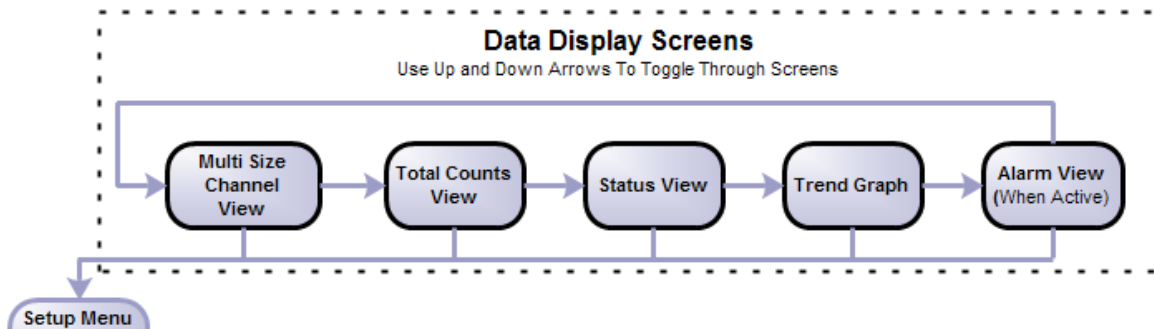 Data Display Screens
Use Up and Down Arrows To Toggle Through Screens
Multi Size
Channel
View
Total Counts
View
Status View
Trend Graph
Alarm View
(When Active)
Setup Menu